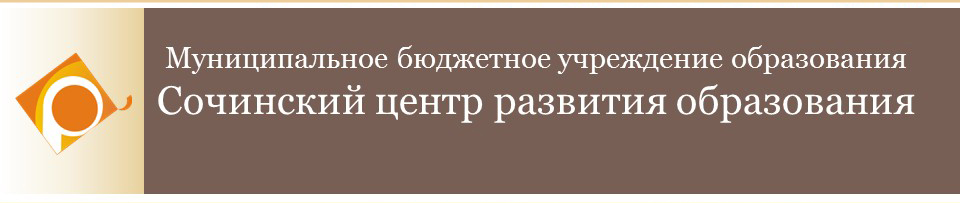 Муниципальное бюджетное учреждение образования
Сочинский центр развития образования